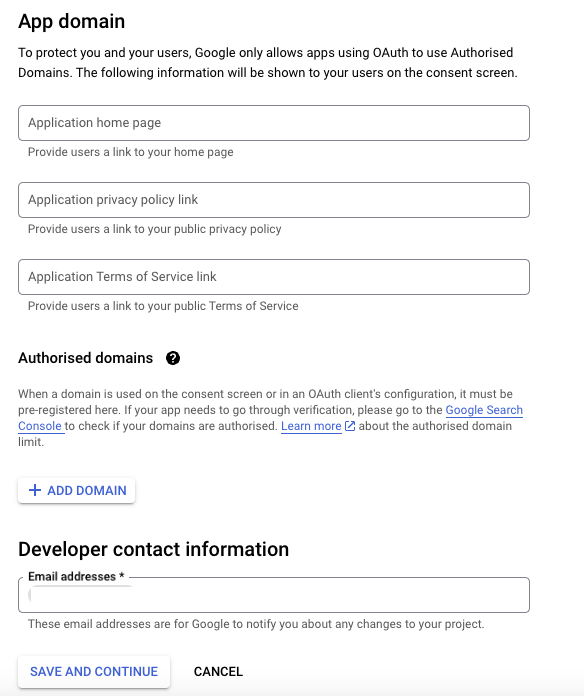 App domain
To protect you and your users, Google only allows apps using OAuth to use Authorised
Domains. The following information will be shown to your users on the consent screen.
Application home page
Provide users a link to your home page
Application privacy policy link
Provide users a link to your public privacy policy
Application Terms of Service link
Provide users a link to your public Terms of Service
Authorised domains ?
When a domain is used on the consent screen or in an OAuth client's configuration, it must be
pre-registered here. If your app needs to go through verification, please go to the Google Search
Console to check if your domains are authorised. Learn more about the authorised domain
limit.
+ ADD DOMAIN
Developer contact information
Email addresses *
These email addresses are for Google to notify you about any changes to your project.
SAVE AND CONTINUE CANCEL